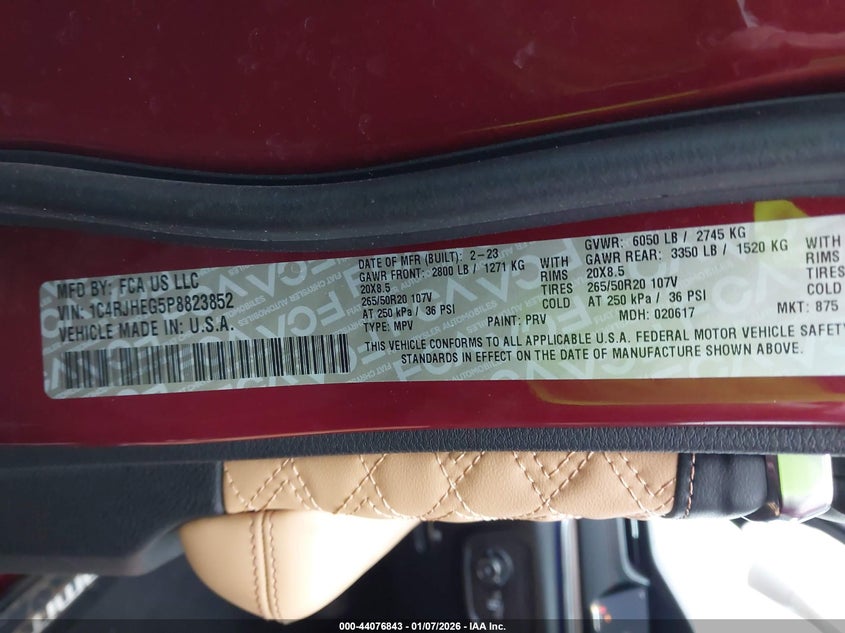 MFD BY: FCA US LLC
VIN: 1C4RJHEG5P8823852
VEHICLE MADE IN: U.S.A.
DATE OF MFR (BUILT): 2-23
GAWR FRONT: 2800 LB / 1271 KG WITH
20X8.5 RIMS
265/50R20 107V TIRES
AT 250 kPa / 36 PSI COLD
TYPE: MPV PAINT: PRV
GVWR: 6050 LB / 2745 KG
GAWR REAR: 3350 LB / 1520 KG WITH
20X8.5 RIMS
265/50R20 107V TIRES
AT 250 kPa / 36 PSI COLD
MDH: 020617 MKT: 875
THIS VEHICLE CONFORMS TO ALL APPLICABLE U.S.A. FEDERAL MOTOR VEHICLE SAFETY
STANDARDS IN EFFECT ON THE DATE OF MANUFACTURE SHOWN ABOVE.
000-44076843 - 01/07/2026 - IAA Inc.